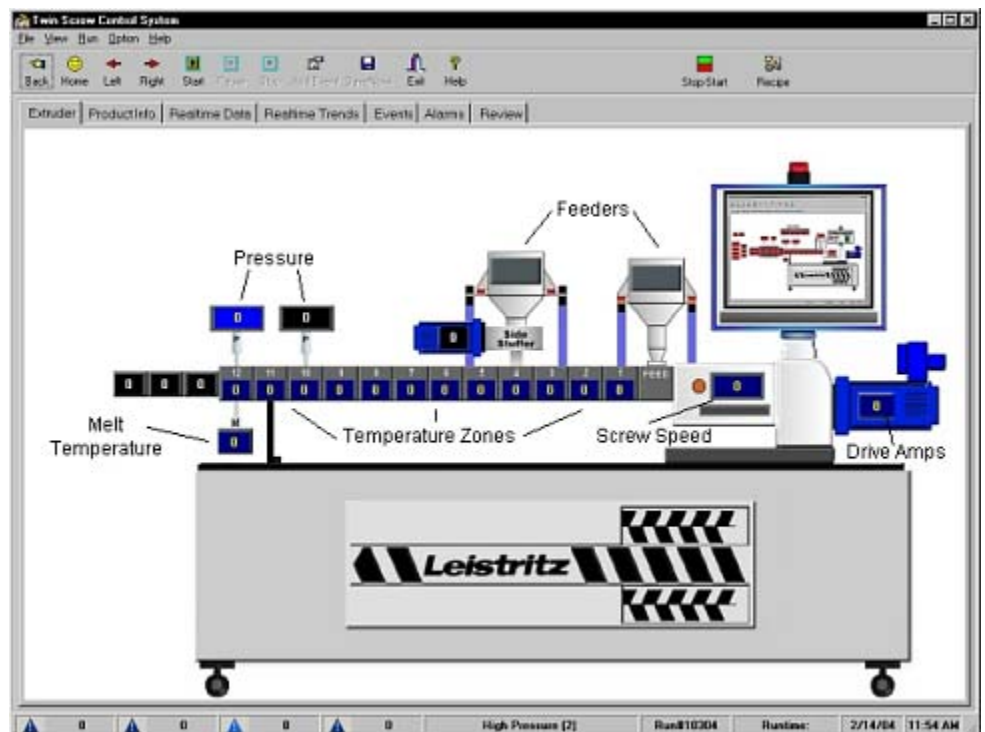 Twin Screw Control System
File View Run Option Help
Back Home Left Right Start Exit Help Stop-Start Recipe
Extruder ProductInfo Realtime Data Realtime Trends Events Alarms Review
Feeders
Pressure
0 0
0 Side Stuffer
P P
12 11 10 9 8 7 6 5 4 3 2 1 FEED
0 0 0 0 0 0 0 0 0 0 0 0 0 0 0 0
M
0
0
Melt Temperature
Temperature Zones
Screw Speed
Drive Amps
Leistritz
0 0 0 0 High Pressure (2) Run#10304 Runtime: 2/14/04 11:54 AM